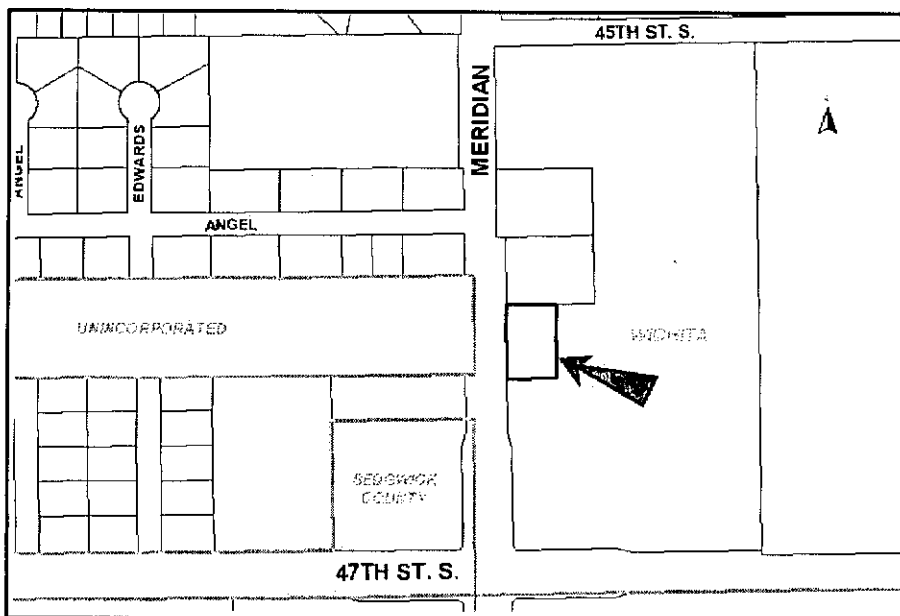 45TH ST. S.
MERIDIAN
ANGEL
EDWARDS
ANGEL
UNINCORPORATED
WICHITA
SEDGWICK
COUNTY
47TH ST. S.